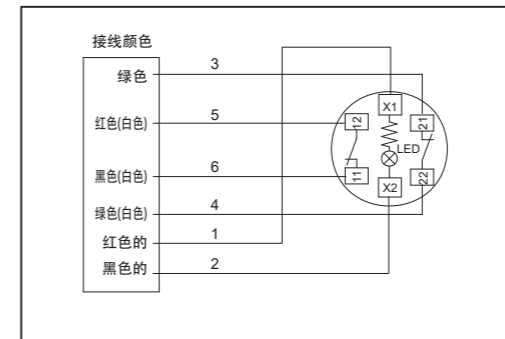 接线颜色
绿色 3
红色(白色) 5
黑色(白色) 6
绿色(白色) 4
红色的 1
黑色的 2
X1
12
21
LED
11
22
X2